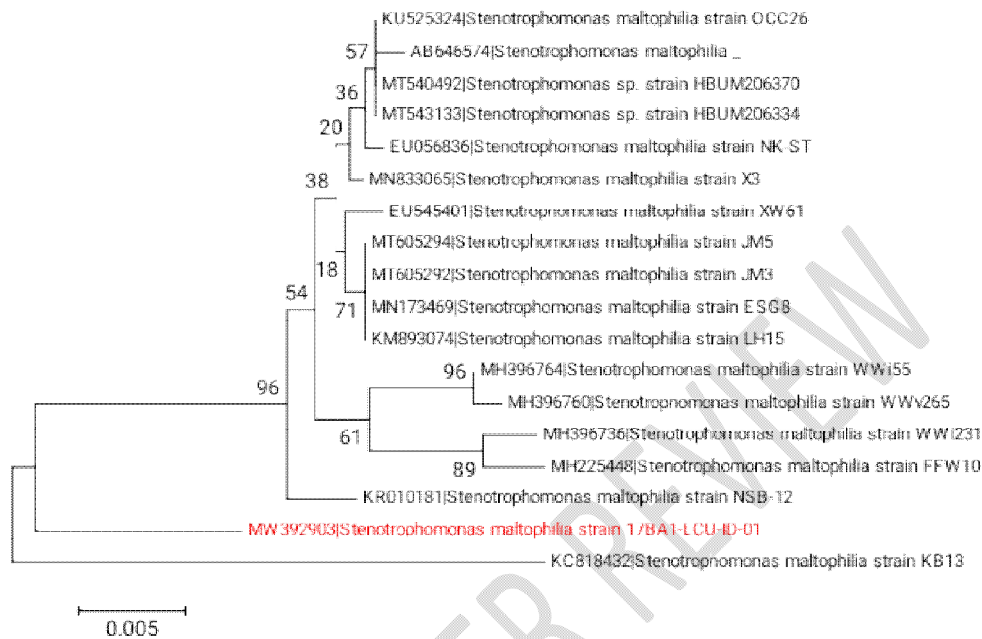 KU525324|Stenotrophomonas maltophilia strain OCC26
57
AB646574|Stenotrophomonas maltophilia _
MT540492|Stenotrophomonas sp. strain HBUM206370
36
MT543133|Stenotrophomonas sp. strain HBUM206334
20
EU056836|Stenotrophomonas maltophilia strain NK-ST
MN833065|Stenotrophomonas maltophilia strain X3
38
EU545401|Stenotrophomonas maltophilia strain XW61
MT605294|Stenotrophomonas maltophilia strain JM5
18
MT605292|Stenotrophomonas maltophilia strain JM3
54
71
MN173469|Stenotrophomonas maltophilia strain ESG8
KM893074|Stenotrophomonas maltophilia strain LH15
96
MH396764|Stenotrophomonas maltophilia strain WWi55
96
MH396760|Stenotrophomonas maltophilia strain WWv265
61
MH396736|Stenotrophomonas maltophilia strain WWi231
89
MH225448|Stenotrophomonas maltophilia strain FFW10
KR010181|Stenotrophomonas maltophilia strain NSB-12
MW392903|Stenotrophomonas maltophilia strain 17BA1-LCU-ID-01
KC818432|Stenotrophomonas maltophilia strain KB13
0.005
ER REVIEW